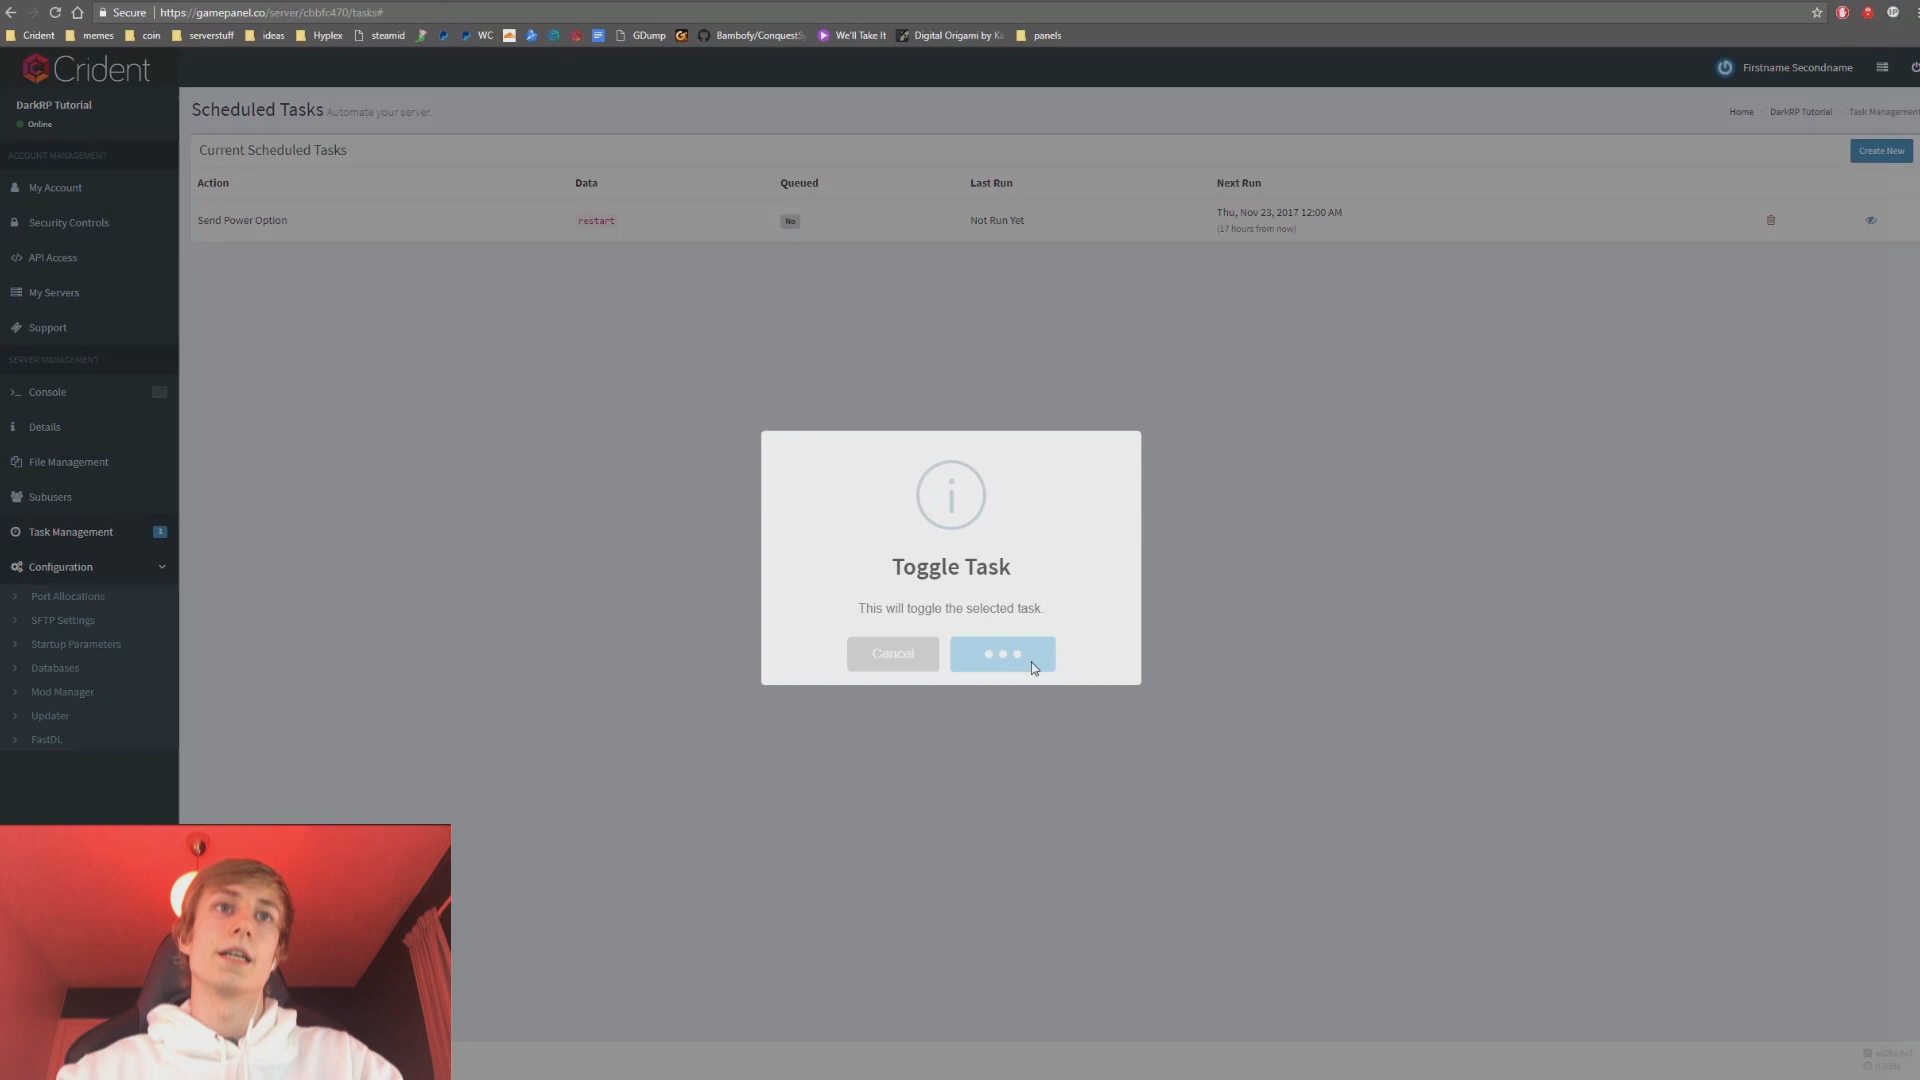 Secure https://gamepanel.co/server/cbbfc470/tasks#
Crident memes coin serverstuff ideas Hyplex steamid WC GDump Bambofy/ConquestS We'll Take It Digital Origami by Ka panels
Crident
Firstname Secondname
DarkRP Tutorial
Online
Scheduled Tasks Automate your server.
Home DarkRP Tutorial Task Management
ACCOUNT MANAGEMENT
My Account
Security Controls
API Access
My Servers
Support
SERVER MANAGEMENT
Console
Details
File Management
Subusers
Task Management 1
Configuration
Port Allocations
SFTP Settings
Startup Parameters
Databases
Mod Manager
Updater
FastDL
Current Scheduled Tasks
Create New
Action Data Queued Last Run Next Run
Send Power Option restart No Not Run Yet Thu, Nov 23, 2017 12:00 AM
(17 hours from now)
Toggle Task
This will toggle the selected task.
Cancel